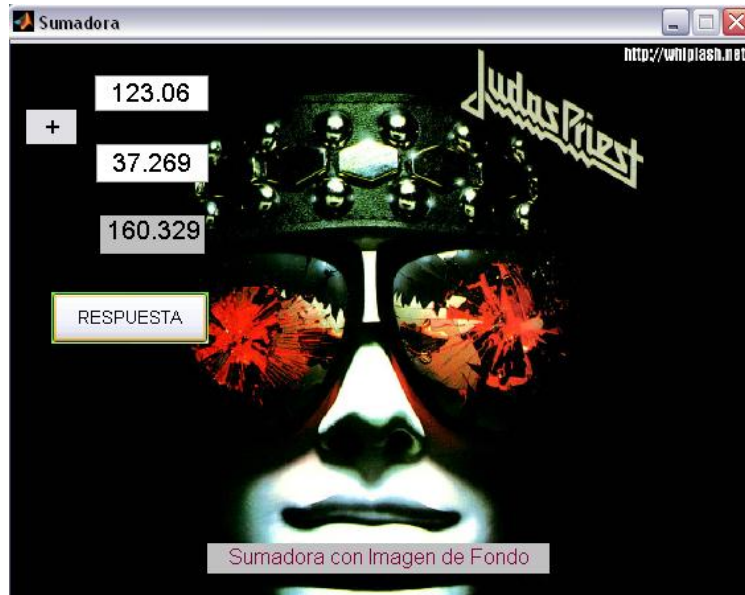 Sumadora
http://whiplash.net
Judas Priest
123.06
+
37.269
160.329
RESPUESTA
Sumadora con Imagen de Fondo